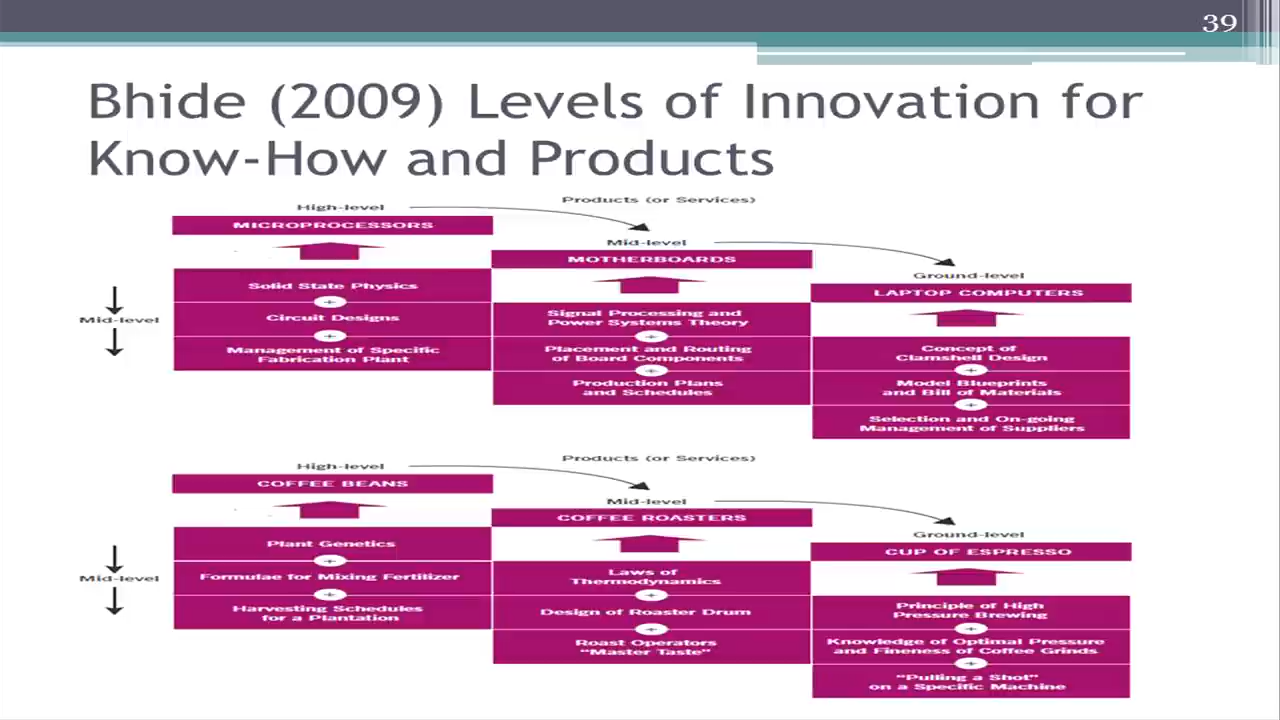 39
Bhide (2009) Levels of Innovation for
Know-How and Products
Products (or Services)
High-level
MICROPROCESSORS
Mid-level
MOTHERBOARDS
Ground-level
LAPTOP COMPUTERS
Mid-level
Solid State Physics
+
Circuit Designs
+
Management of Specific
Fabrication Plant
Signal Processing and
Power Systems Theory
+
Placement and Routing
of Board Components
+
Production Plans
and Schedules
Concept of
Clamshell Design
+
Model Blueprints
and Bill of Materials
+
Selection and On-going
Management of Suppliers
Products (or Services)
High-level
COFFEE BEANS
Mid-level
COFFEE ROASTERS
Ground-level
CUP OF ESPRESSO
Mid-level
Plant Genetics
+
Formulae for Mixing Fertilizer
+
Harvesting Schedules
for a Plantation
Laws of
Thermodynamics
+
Design of Roaster Drum
+
Roast Operators
“Master Taste”
Principle of High
Pressure Brewing
+
Knowledge of Optimal Pressure
and Fineness of Coffee Grinds
+
“Pulling a Shot”
on a Specific Machine